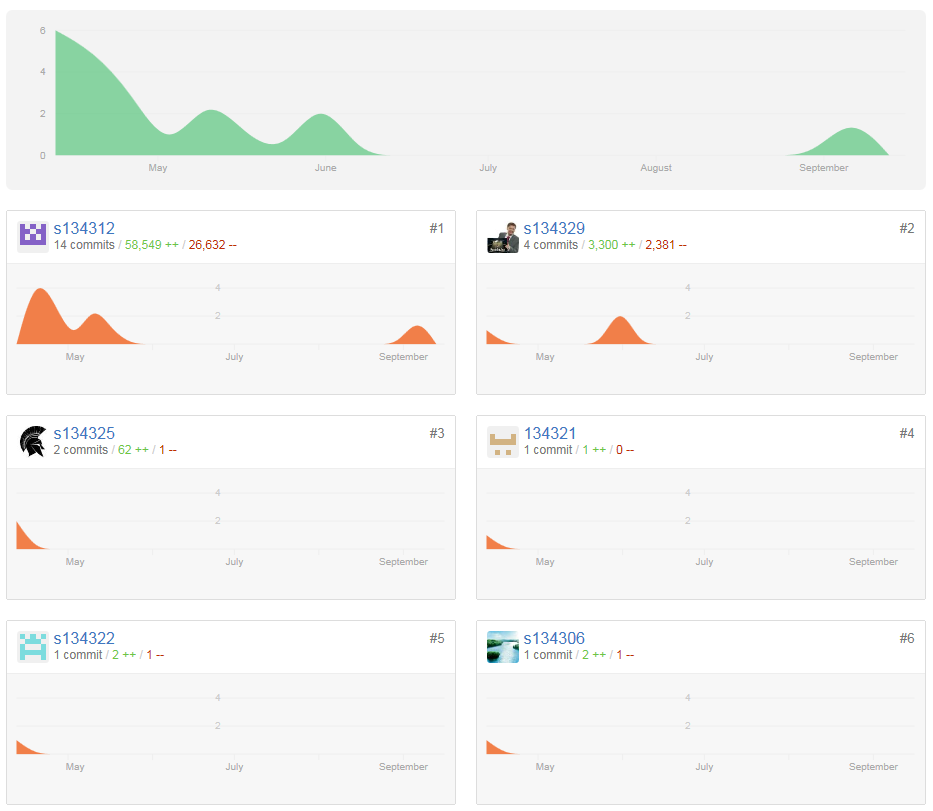 6
4
2
0
May June July August September
s134312 #1
14 commits / 58,549 ++ / 26,632 --
4
2
May July September
s134329 #2
4 commits / 3,300 ++ / 2,381 --
4
2
May July September
s134325 #3
2 commits / 62 ++ / 1 --
4
2
May July September
134321 #4
1 commit / 1 ++ / 0 --
4
2
May July September
s134322 #5
1 commit / 2 ++ / 1 --
4
2
May July September
s134306 #6
1 commit / 2 ++ / 1 --
4
2
May July September